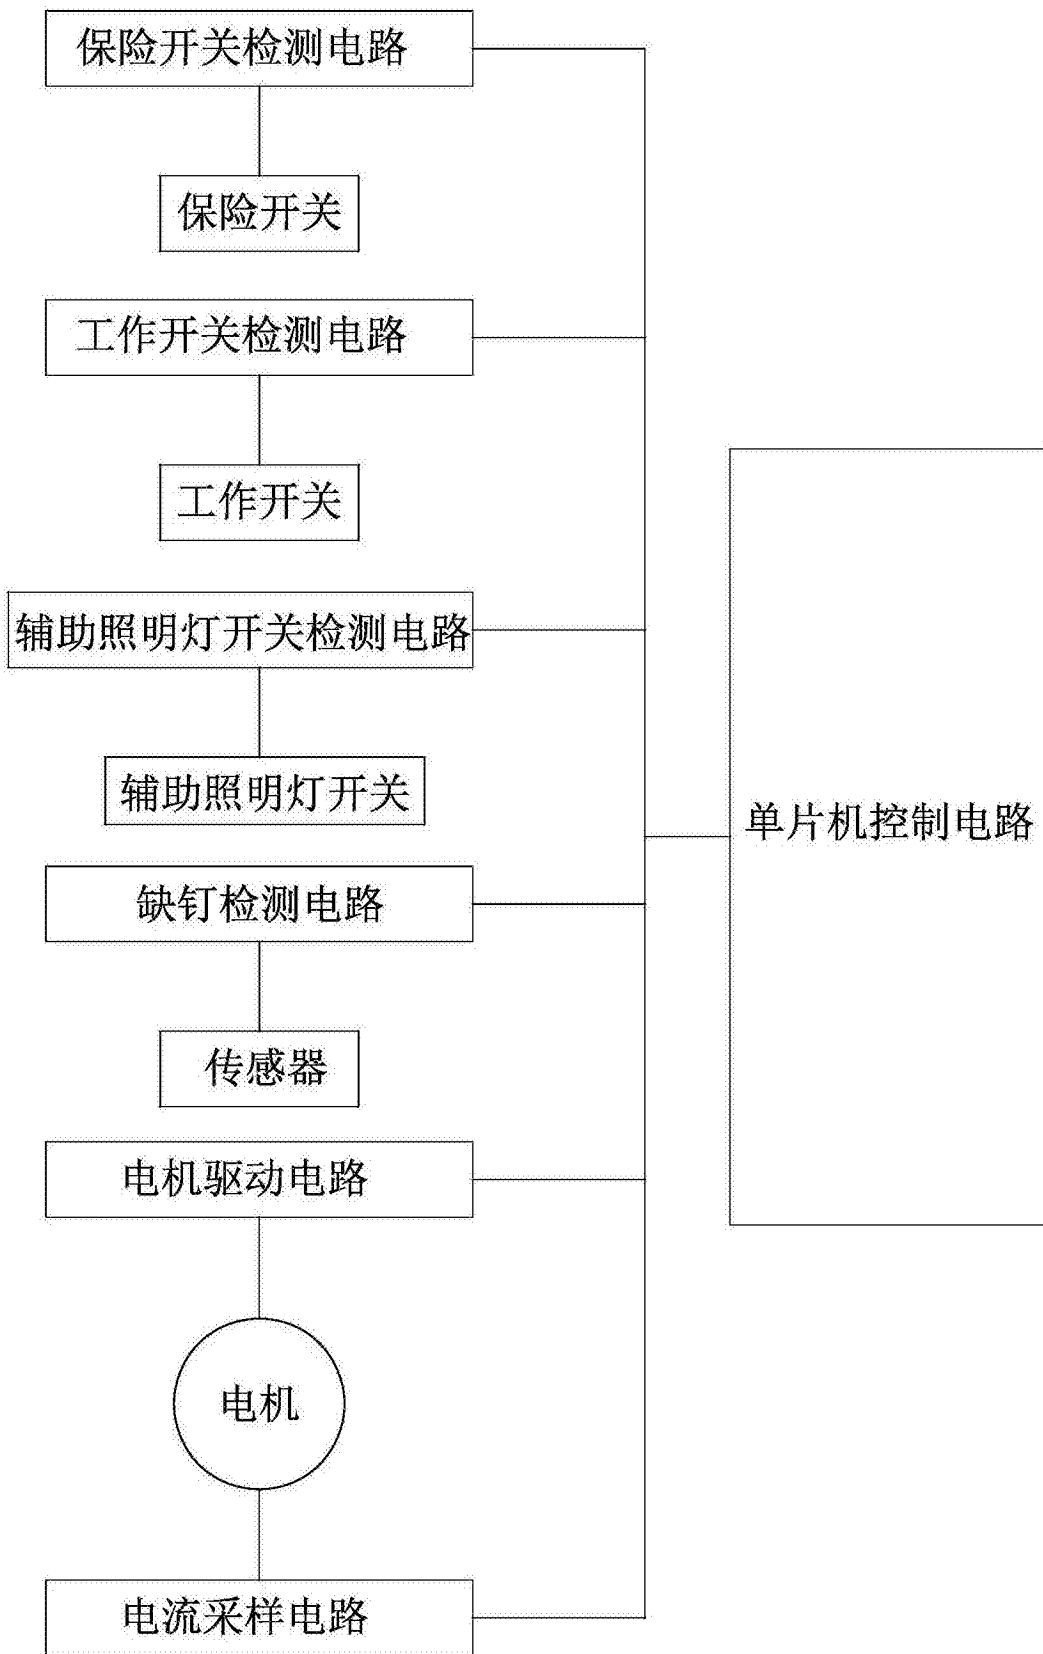 保险开关检测电路
保险开关
工作开关检测电路
工作开关
辅助照明灯开关检测电路
辅助照明灯开关
单片机控制电路
缺钉检测电路
传感器
电机驱动电路
电机
电流采样电路